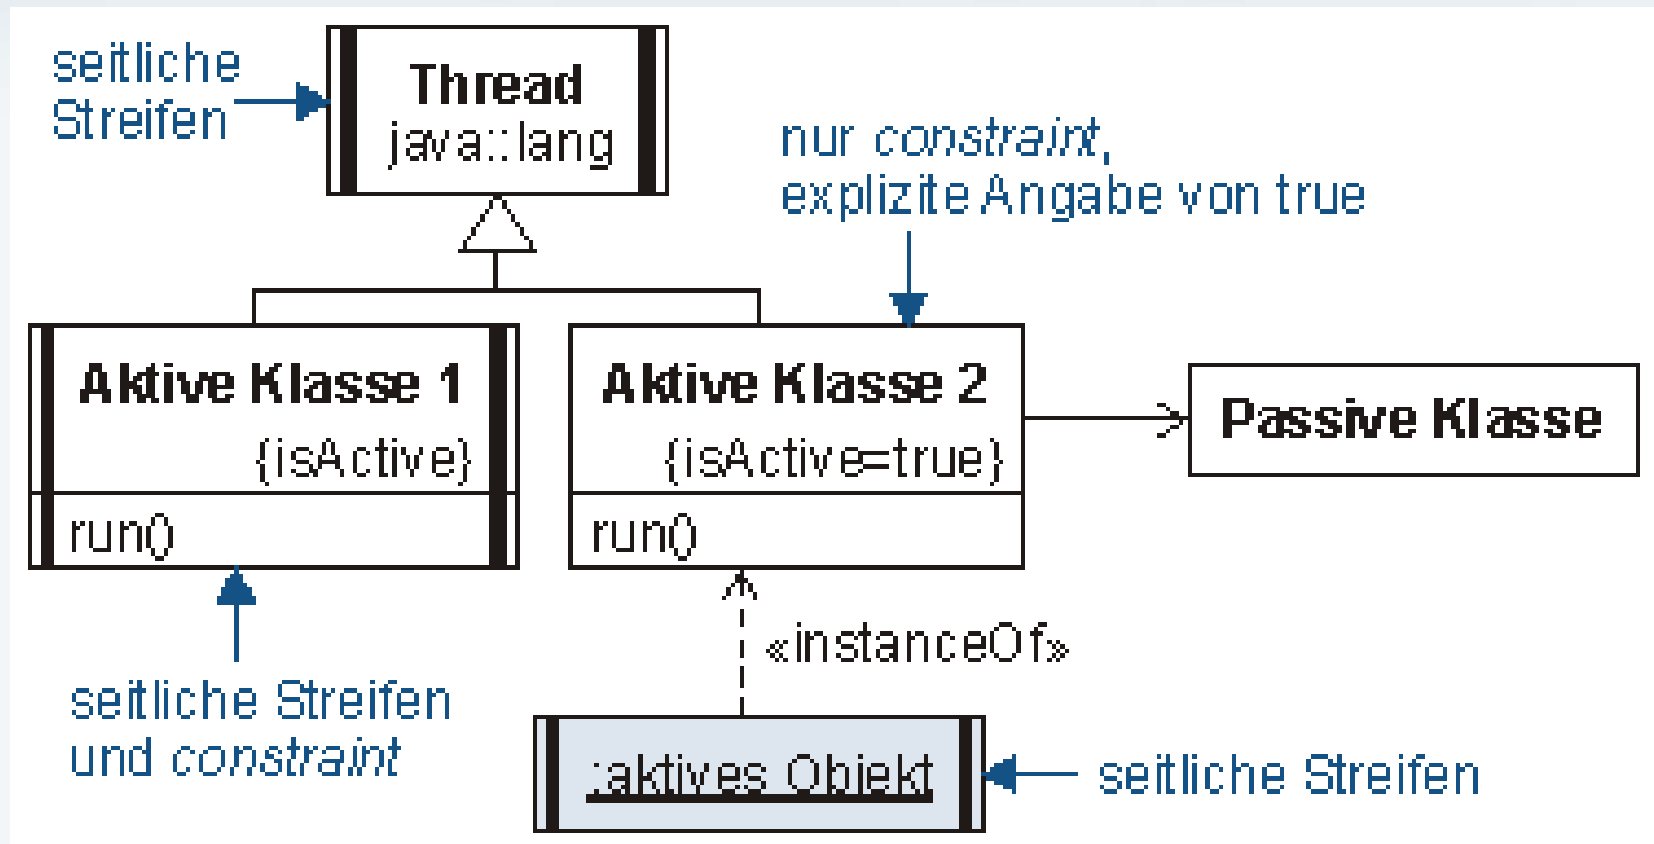 seitliche
Streifen
Thread
java::lang
nur constraint,
explizite Angabe von true
Aktive Klasse 1
{isActive}
run()
Aktive Klasse 2
{isActive=true}
run()
Passive Klasse
«instanceOf»
seitliche Streifen
und constraint
:aktives Objekt
seitliche Streifen